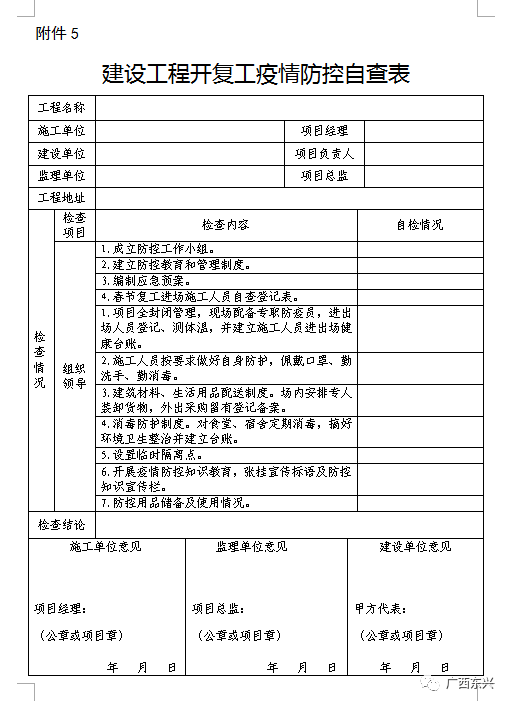 附件 5
建设工程开复工疫情防控自查表
工程名称
施工单位 项目经理
建设单位 项目负责人
监理单位 项目总监
工程地址
检查情况
检查
项目
检查内容 自检情况
组织
领导
1.成立防控工作小组。
2.建立防控教育和管理制度。
3.编制应急预案。
4.春节复工进场施工人员自查登记表。
1.项目全封闭管理，现场配备专职防疫员，进出
场人员登记、测体温，并建立施工人员进出场健
康台账。
2.施工人员按要求做好自身防护，佩戴口罩、勤
洗手、勤消毒。
3.建筑材料、生活用品配送制度。场内安排专人
装卸货物，外出采购留有登记备案。
4.消毒防护制度。对食堂、宿舍定期消毒，搞好
环境卫生整治并建立台账。
5.设置临时隔离点。
6.开展疫情防控知识教育，张挂宣传标语及防控
知识宣传栏。
7.防控用品储备及使用情况。
检查结论
施工单位意见 监理单位意见 建设单位意见
项目经理： 项目总监： 甲方代表：
（公章或项目章） （公章或项目章） （公章或项目章）
年 月 日 年 月 日 年 月 日
广西东兴